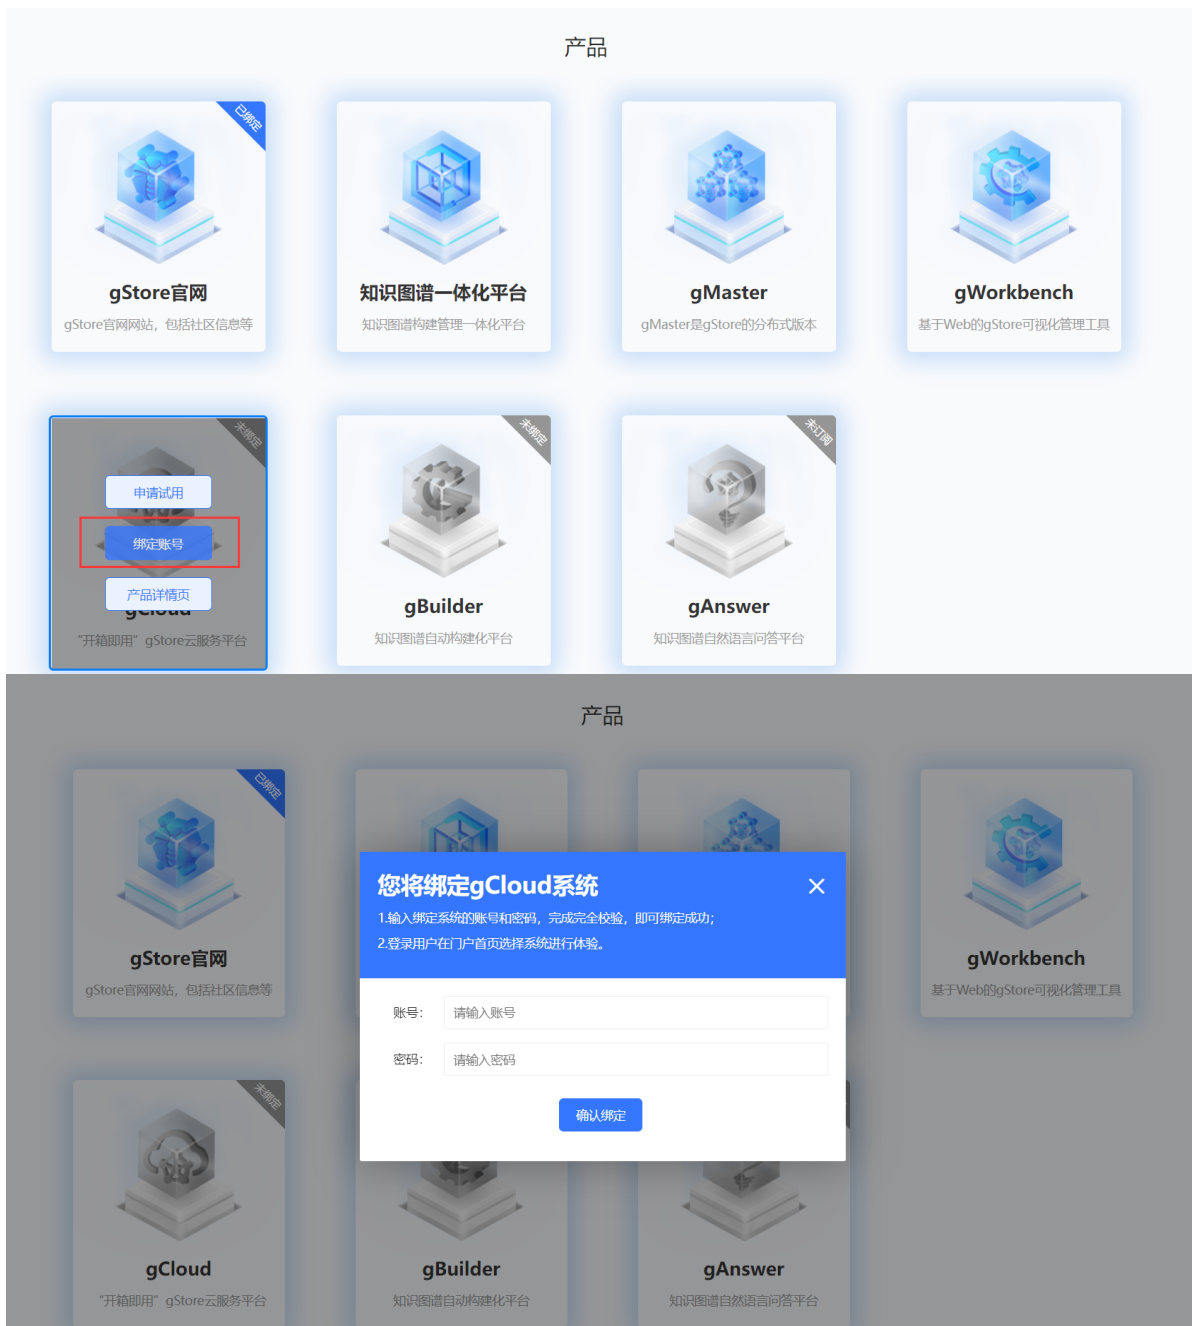 产品
已绑定
gStore官网
gStore官网网站，包括社区信息等
知识图谱一体化平台
知识图谱构建管理一体化平台
gMaster
gMaster是gStore的分布式版本
gWorkbench
基于Web的gStore可视化管理工具
未绑定
申请试用
绑定账号
产品详情页
gCloud
“开箱即用”gStore云服务平台
未绑定
gBuilder
知识图谱自动构建化平台
未订阅
gAnswer
知识图谱自然语言问答平台
产品
已绑定
gStore官网
gStore官网网站，包括社区信息等
gWorkbench
基于Web的gStore可视化管理工具
您将绑定gCloud系统
1.输入绑定系统的账号和密码，完成完全校验，即可绑定成功；
2.登录用户在门户首页选择系统进行体验。
账号：
请输入账号
密码：
请输入密码
确认绑定
未绑定
gCloud
“开箱即用”gStore云服务平台
gBuilder
知识图谱自动构建化平台
gAnswer
知识图谱自然语言问答平台